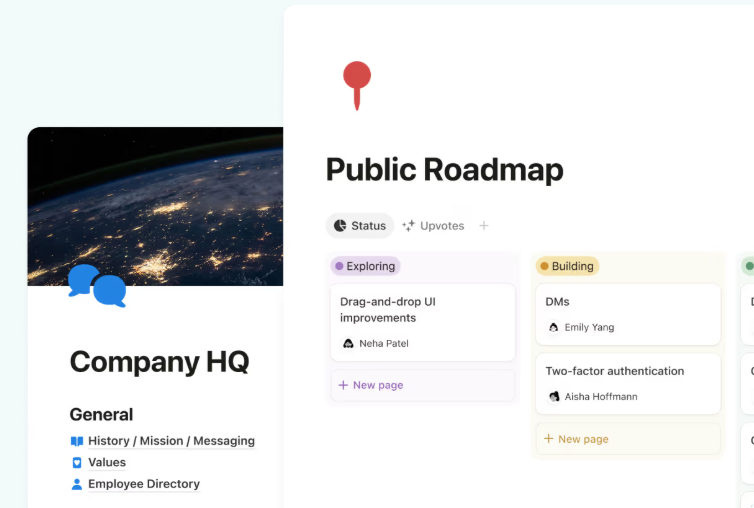 Public Roadmap
Status
Upvotes
Exploring
Drag-and-drop UI
improvements
Neha Patel
+ New page
Building
DMs
Emily Yang
Two-factor authentication
Aisha Hoffmann
+ New page
Company HQ
General
History / Mission / Messaging
Values
Employee Directory